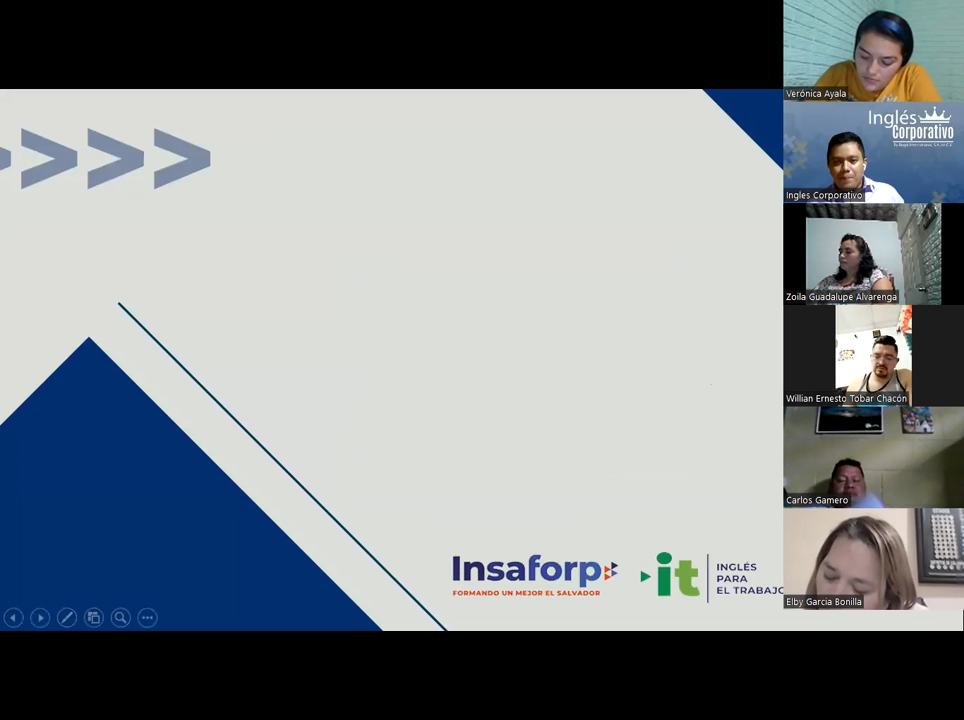 Insaforp
FORMANDO UN MEJOR EL SALVADOR
it
INGLÉS
PARA
EL TRABAJO
Verónica Ayala
Inglés
Corporativo
Ingles Corporativo
Zoila Guadalupe Alvarenga
Willian Ernesto Tobar Chacón
Carlos Gamero
Elby Garcia Bonilla